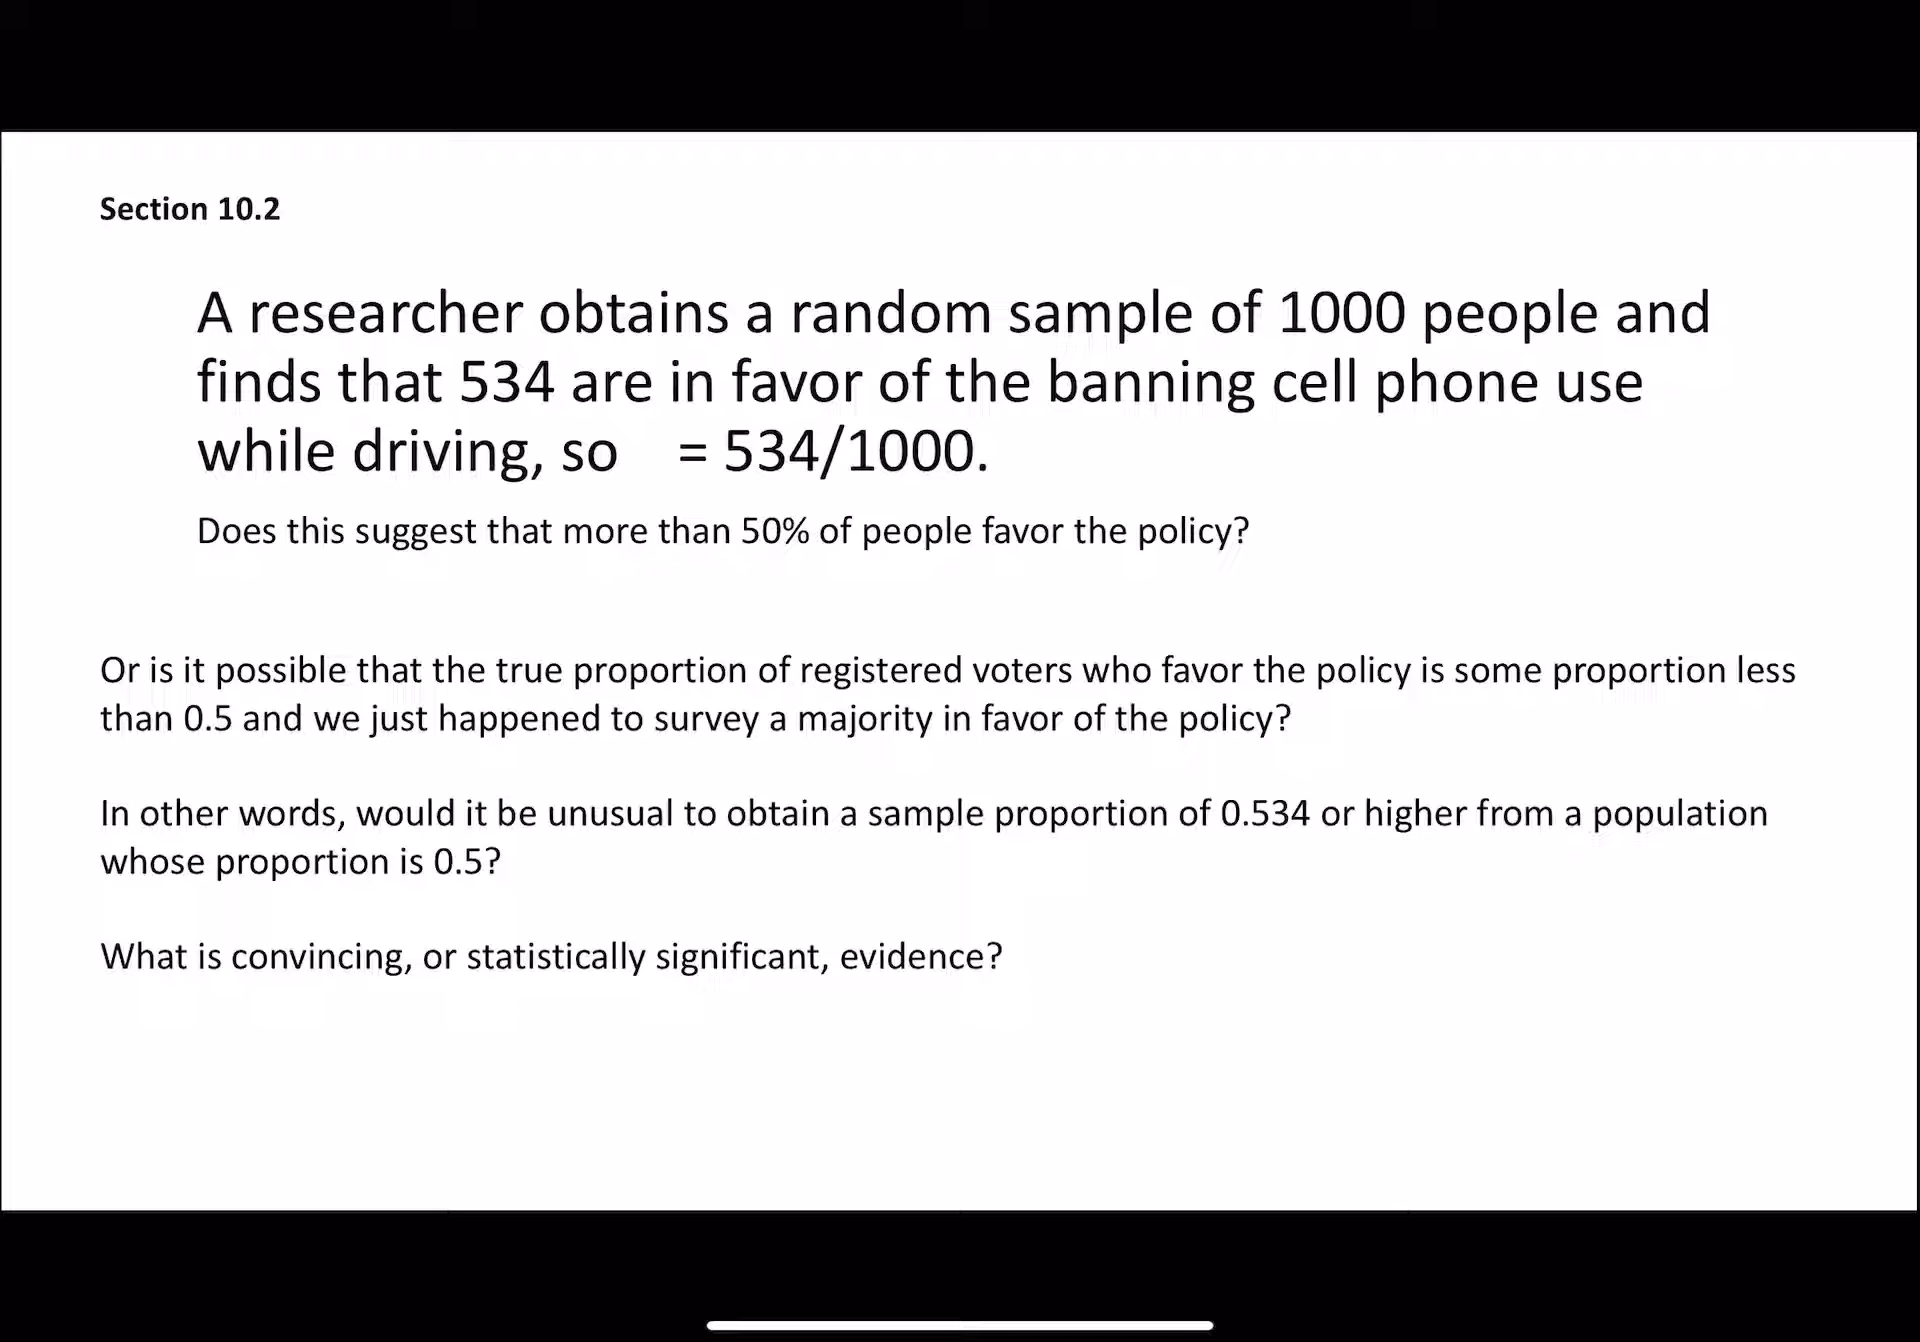 Section 10.2
A researcher obtains a random sample of 1000 people and
finds that 534 are in favor of the banning cell phone use
while driving, so = 534/1000.
Does this suggest that more than 50% of people favor the policy?
Or is it possible that the true proportion of registered voters who favor the policy is some proportion less
than 0.5 and we just happened to survey a majority in favor of the policy?
In other words, would it be unusual to obtain a sample proportion of 0.534 or higher from a population
whose proportion is 0.5?
What is convincing, or statistically significant, evidence?